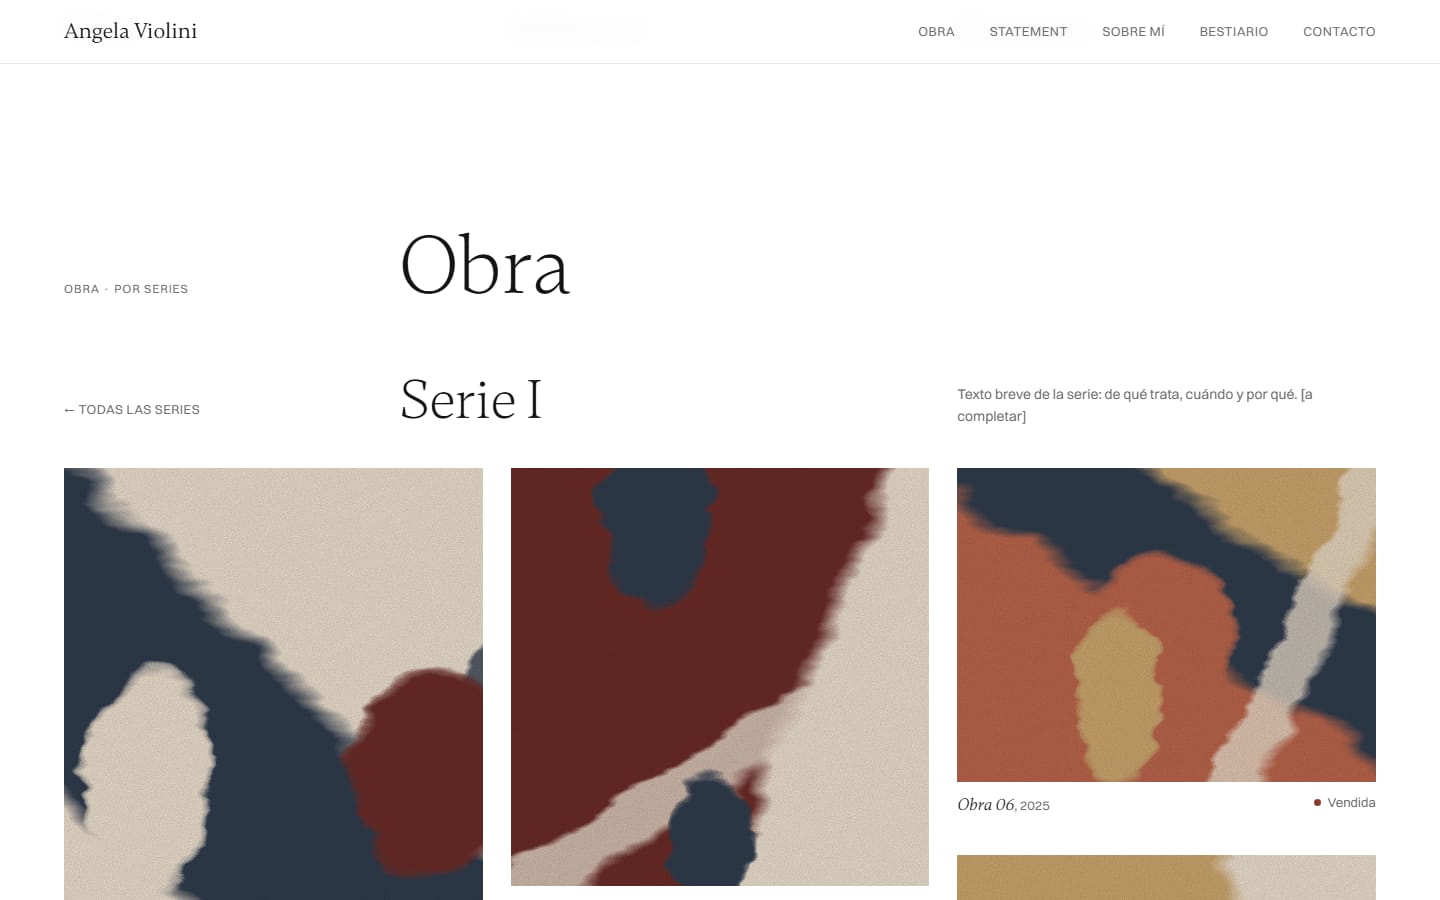 Angela Violini
OBRA STATEMENT SOBRE MÍ BESTIARIO CONTACTO
OBRA · POR SERIES
Obra
← TODAS LAS SERIES
Serie I
Texto breve de la serie: de qué trata, cuándo y por qué. [a
completar]
Obra 06, 2025
Vendida